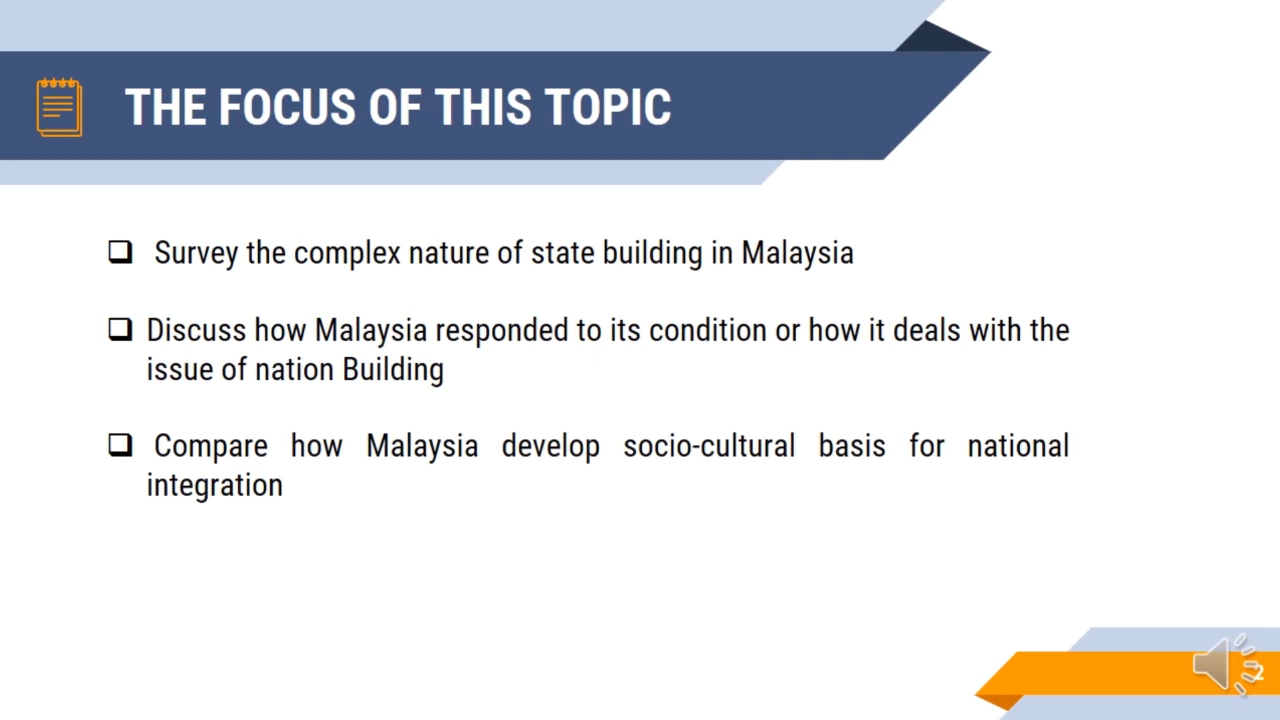 THE FOCUS OF THIS TOPIC
Survey the complex nature of state building in Malaysia
Discuss how Malaysia responded to its condition or how it deals with the
issue of nation Building
Compare how Malaysia develop socio-cultural basis for national
integration
2